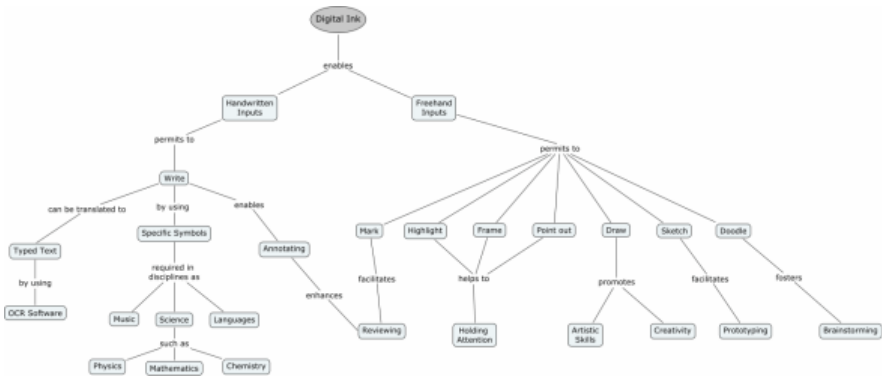 Digital Ink
enables
Handwritten
Inputs
Freehand
Inputs
permits to
permits to
Write
can be translated to
by using
enables
Mark
Highlight
Frame
Point out
Draw
Sketch
Doodle
Specific Symbols
Typed Text
Annotating
required in
disciplines as
by using
facilitates
helps to
promotes
facilitates
fosters
enhances
OCR Software
Music
Science
Languages
Reviewing
Holding
Attention
Artistic
Skills
Creativity
Prototyping
Brainstorming
such as
Physics
Mathematics
Chemistry